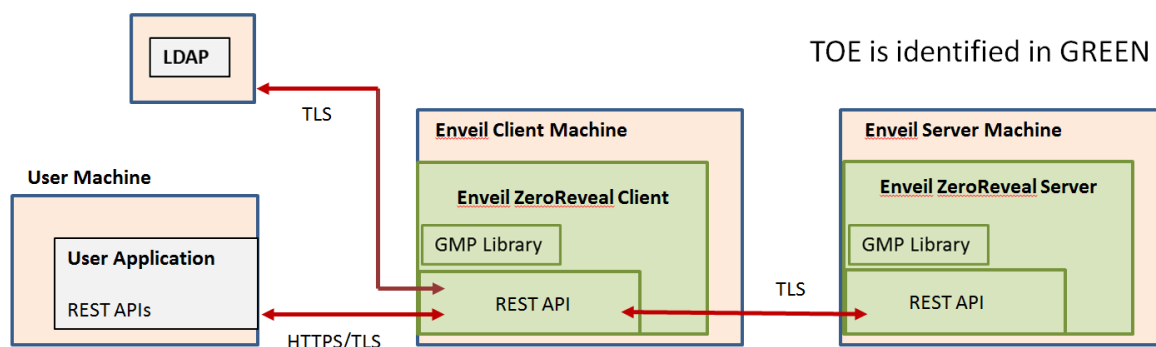 LDAP
TOE is identified in GREEN
TLS
Enveil Client Machine
Enveil Server Machine
User Machine
Enveil ZeroReveal Client
Enveil ZeroReveal Server
GMP Library
GMP Library
User Application
REST APIs
REST API
TLS
REST API
HTTPS/TLS